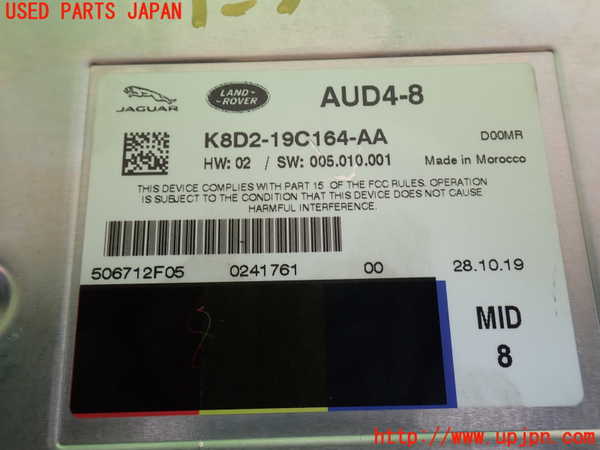 USED PARTS JAPAN
JAGUAR
LAND-
-ROVER
AUD4-8
K8D2-19C164-AA
D00MR
HW: 02 / SW: 005.010.001
Made in Morocco
THIS DEVICE COMPLIES WITH PART 15 OF THE FCC RULES. OPERATION
IS SUBJECT TO THE CONDITION THAT THIS DEVICE DOES NOT CAUSE
HARMFUL INTERFERENCE.
506712F05 0241761 00 28.10.19
MID
8
http://www.upjpn.com/